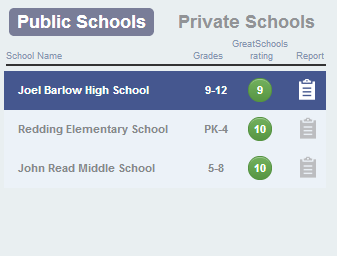 Public Schools Private Schools
School Name Grades GreatSchools rating Report
Joel Barlow High School 9-12 9
Redding Elementary School PK-4 10
John Read Middle School 5-8 10